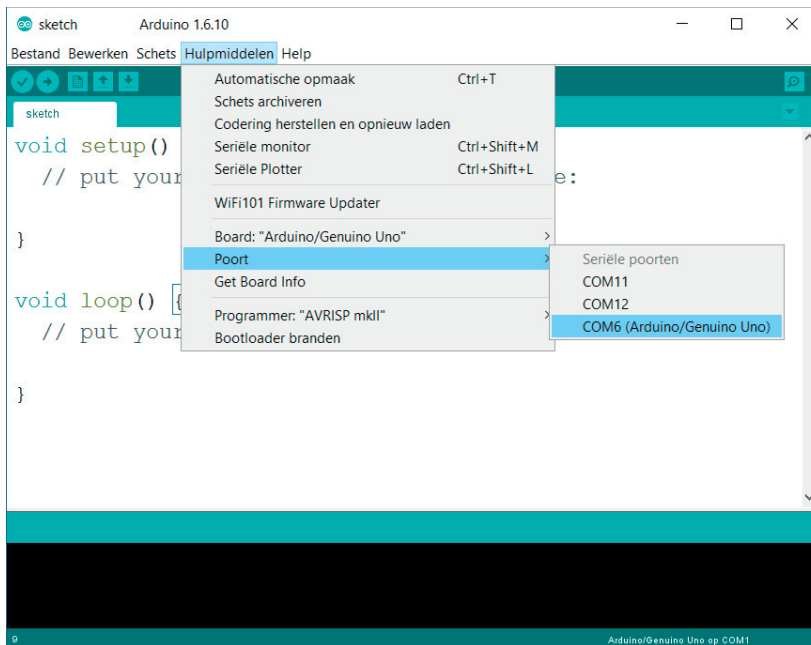 sketch Arduino 1.6.10
Bestand Bewerken Schets Hulpmiddelen Help
Automatische opmaak Ctrl+T
Schets archiveren
Codering herstellen en opnieuw laden
Seriële monitor Ctrl+Shift+M
Seriële Plotter Ctrl+Shift+L
WiFi101 Firmware Updater
Board: "Arduino/Genuino Uno"
Poort
Get Board Info
Programmer: "AVRISP mkII"
Bootloader branden
Seriële poorten
COM11
COM12
COM6 (Arduino/Genuino Uno)
sketch
void setup()
// put your e:
}
void loop() {
// put your
}
9 Arduino/Genuino Uno op COM1